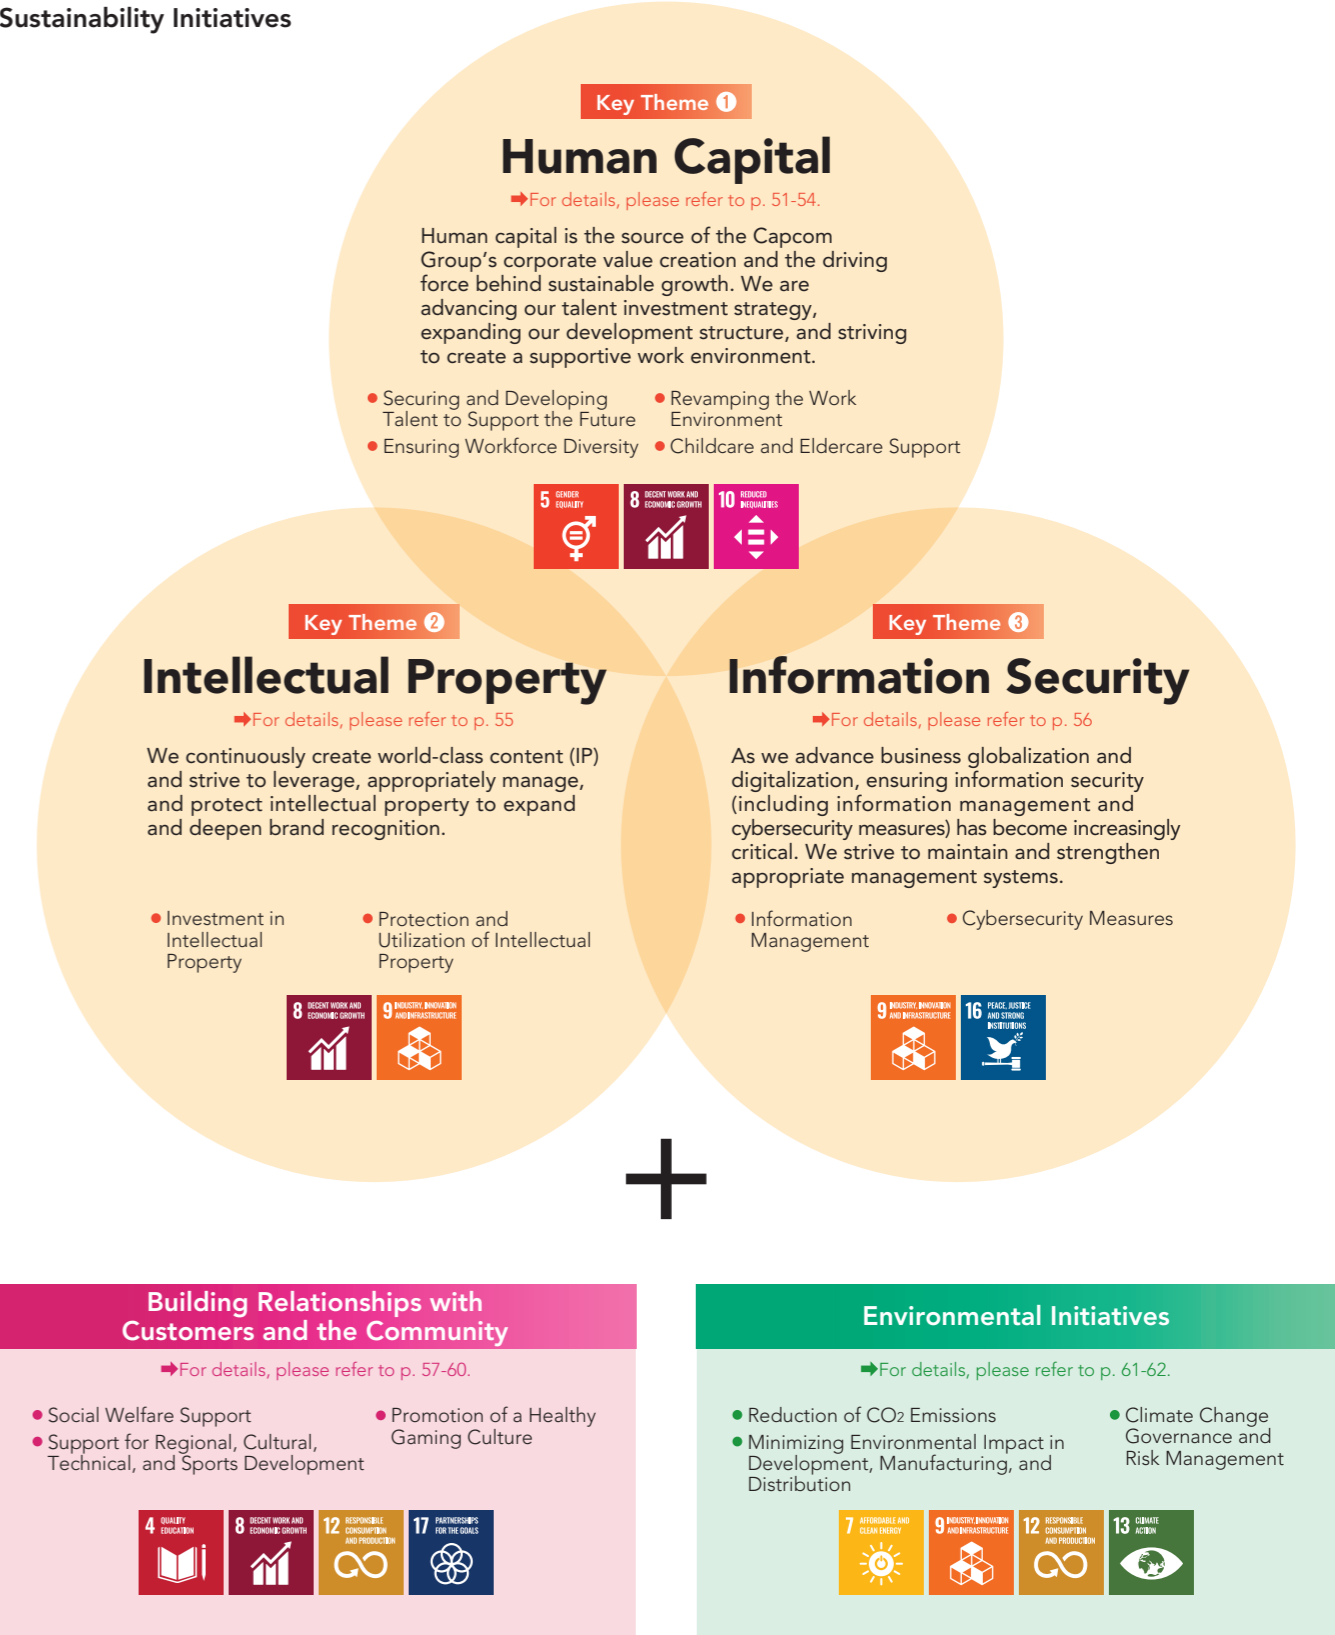 Sustainability Initiatives
Key Theme ❶
Human Capital
➡For details, please refer to p. 51-54.
Human capital is the source of the Capcom
Group's corporate value creation and the driving
force behind sustainable growth. We are
advancing our talent investment strategy,
expanding our development structure, and striving
to create a supportive work environment.
● Securing and Developing
Talent to Support the Future
● Ensuring Workforce Diversity
● Revamping the Work
Environment
● Childcare and Eldercare Support
5 GENDER
EQUALITY
8 DECENT WORK AND
ECONOMIC GROWTH
10 REDUCED
INEQUALITIES
Key Theme ❷
Intellectual Property
➡For details, please refer to p. 55
We continuously create world-class content (IP)
and strive to leverage, appropriately manage,
and protect intellectual property to expand
and deepen brand recognition.
● Investment in
Intellectual
Property
● Protection and
Utilization of Intellectual
Property
8 DECENT WORK AND
ECONOMIC GROWTH
9 INDUSTRY, INNOVATION
AND INFRASTRUCTURE
Key Theme ❸
Information Security
➡For details, please refer to p. 56
As we advance business globalization and
digitalization, ensuring information security
(including information management and
cybersecurity measures) has become increasingly
critical. We strive to maintain and strengthen
appropriate management systems.
● Information
Management
● Cybersecurity Measures
9 INDUSTRY, INNOVATION
AND INFRASTRUCTURE
16 PEACE, JUSTICE
AND STRONG
INSTITUTIONS
+
Building Relationships with
Customers and the Community
➡For details, please refer to p. 57-60.
● Social Welfare Support
● Support for Regional, Cultural,
Technical, and Sports Development
● Promotion of a Healthy
Gaming Culture
4 QUALITY
EDUCATION
8 DECENT WORK AND
ECONOMIC GROWTH
12 RESPONSIBLE
CONSUMPTION
AND PRODUCTION
17 PARTNERSHIPS
FOR THE GOALS
Environmental Initiatives
➡For details, please refer to p. 61-62.
● Reduction of CO2 Emissions
● Minimizing Environmental Impact in
Development, Manufacturing, and
Distribution
● Climate Change
Governance and
Risk Management
7 AFFORDABLE AND
CLEAN ENERGY
9 INDUSTRY, INNOVATION
AND INFRASTRUCTURE
12 RESPONSIBLE
CONSUMPTION
AND PRODUCTION
13 CLIMATE
ACTION